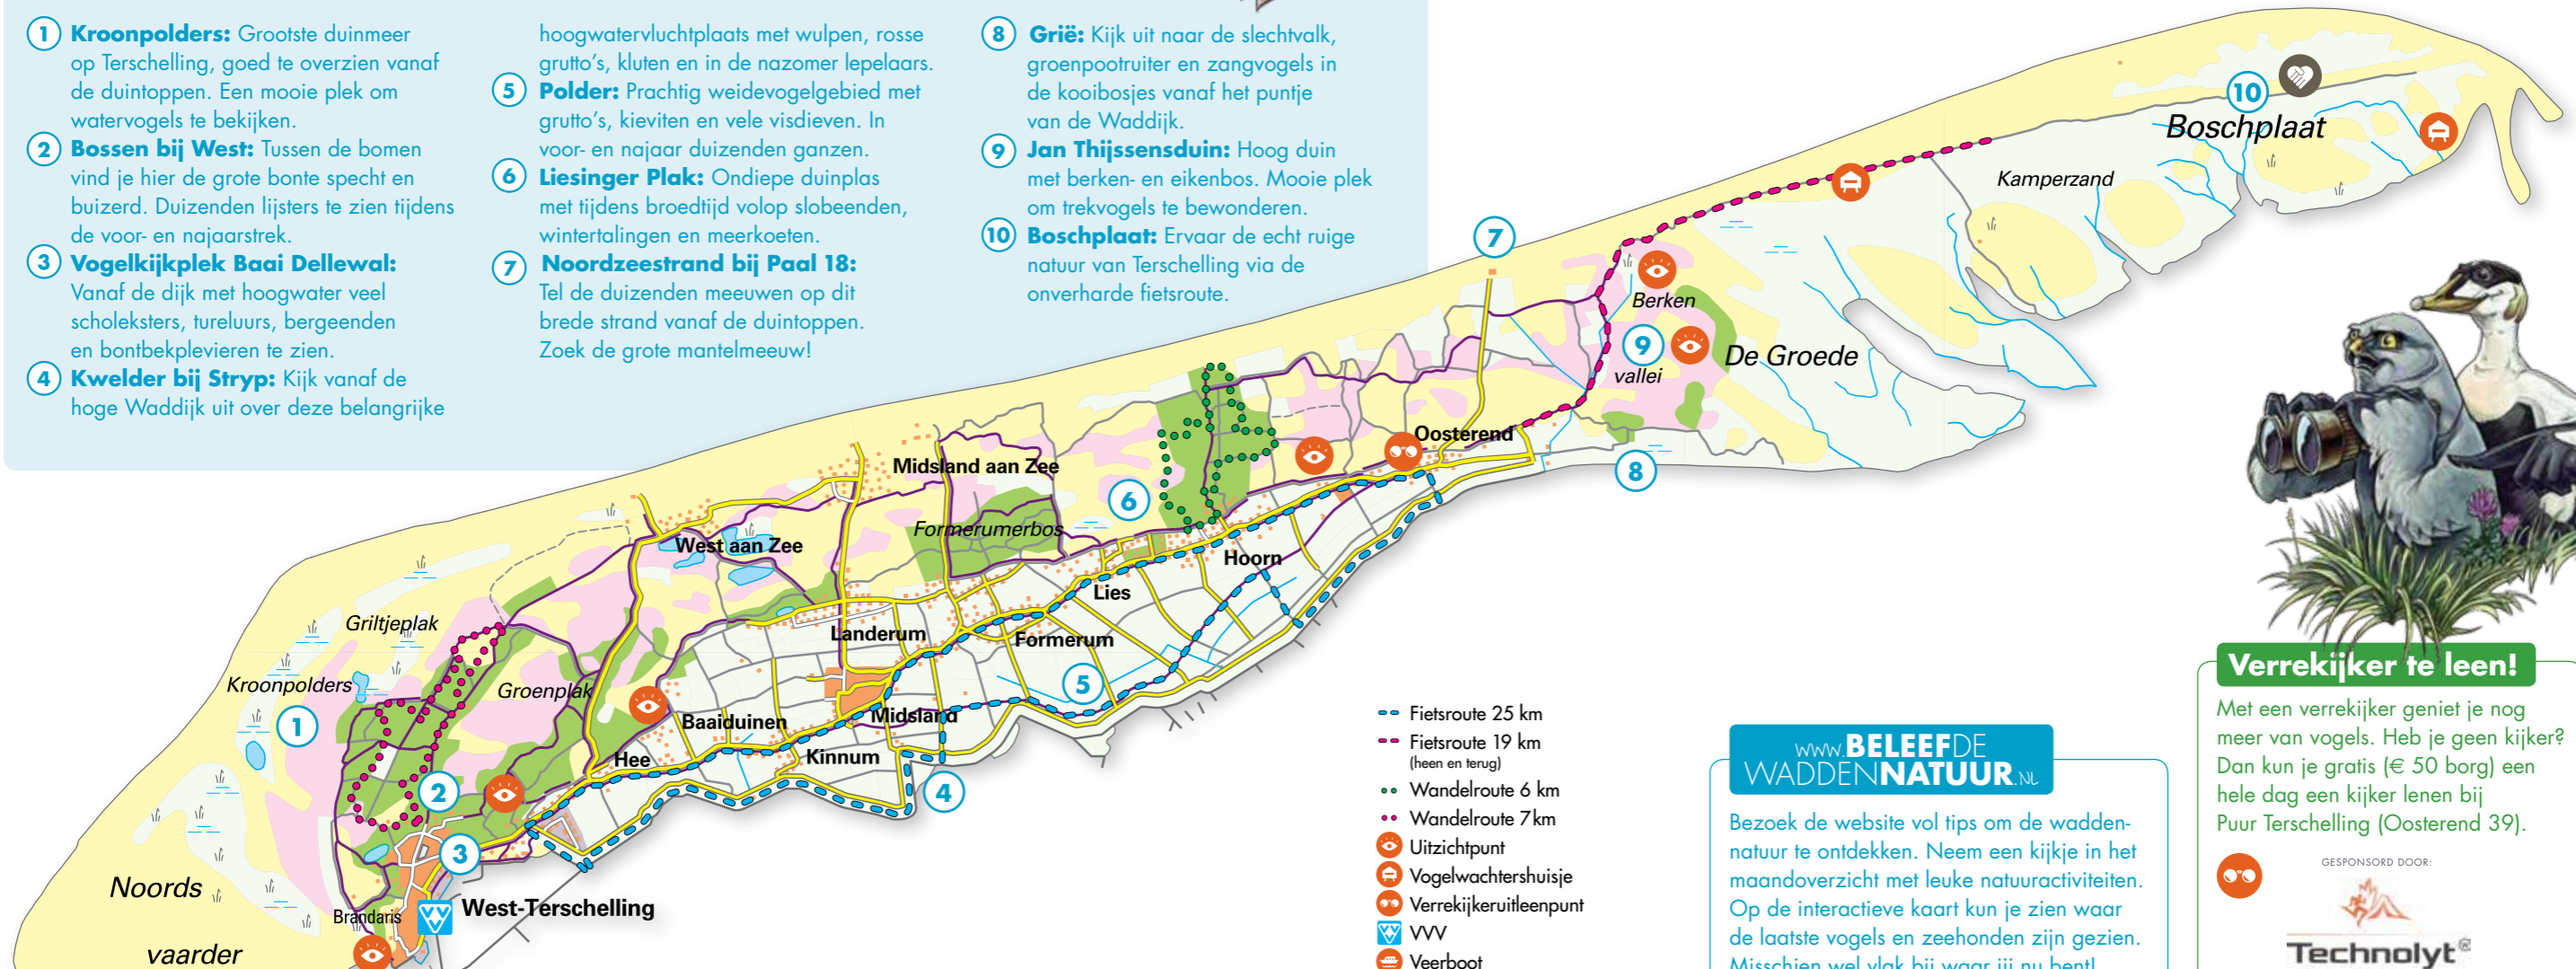 1 Kroonpolders: Grootste duinmeer
op Terschelling, goed te overzien vanaf
de duintoppen. Een mooie plek om
watervogels te bekijken.
2 Bossen bij West: Tussen de bomen
vind je hier de grote bonte specht en
buizerd. Duizenden lijsters te zien tijdens
de voor- en najaarstrek.
3 Vogelkijkplek Baai Dellewal:
Vanaf de dijk met hoogwater veel
scholeksters, tureluurs, bergeenden
en bontbekplevieren te zien.
4 Kwelder bij Stryp: Kijk vanaf de
hoge Waddijk uit over deze belangrijke
hoogwatervluchtplaats met wulpen, rosse
grutto's, kluten en in de nazomer lepelaars.
5 Polder: Prachtig weidevogelgebied met
grutto's, kieviten en vele visdieven. In
voor- en najaar duizenden ganzen.
6 Liesinger Plak: Ondiepe duinplas
met tijdens broedtijd volop slobeenden,
wintertalingen en meerkoeten.
7 Noordzeestrand bij Paal 18:
Tel de duizenden meeuwen op dit
brede strand vanaf de duintoppen.
Zoek de grote mantelmeeuw!
8 Grië: Kijk uit naar de slechtvalk,
groenpootruiter en zangvogels in
de kooibosjes vanaf het puntje
van de Waddijk.
9 Jan Thijssensduin: Hoog duin
met berken- en eikenbos. Mooie plek
om trekvogels te bewonderen.
10 Boschplaat: Ervaar de echt ruige
natuur van Terschelling via de
onverharde fietsroute.
10
Boschplaat
Kamperzand
7
Berken
9
vallei
De Groede
8
Oosterend
Midsland aan Zee
6
Formerumerbos
West aan Zee
Hoorn
Lies
Landerum
Formerum
Griltjeplak
Kroonpolders
Groenplak
5
1
Baaiduinen
Midsland
Hee
Kinnum
2
4
3
Noords
vaarder
Brandaris
West-Terschelling
Fietsroute 25 km
Fietsroute 19 km
(heen en terug)
Wandelroute 6 km
Wandelroute 7 km
Uitzichtpunt
Vogelwachtershuisje
Verrekijkeruitleenpunt
VVV
Veerboot
www.BELEEFDE
WADDENNATUUR.NL
Bezoek de website vol tips om de wadden-
natuur te ontdekken. Neem een kijkje in het
maandoverzicht met leuke natuuractiviteiten.
Op de interactieve kaart kun je zien waar
de laatste vogels en zeehonden zijn gezien.
Misschien wel vlak bij waar jij nu bent!
Verrekijker te leen!
Met een verrekijker geniet je nog
meer van vogels. Heb je geen kijker?
Dan kun je gratis (€ 50 borg) een
hele dag een kijker lenen bij
Puur Terschelling (Oosterend 39).
GESPONSORD DOOR:
Technolyt®